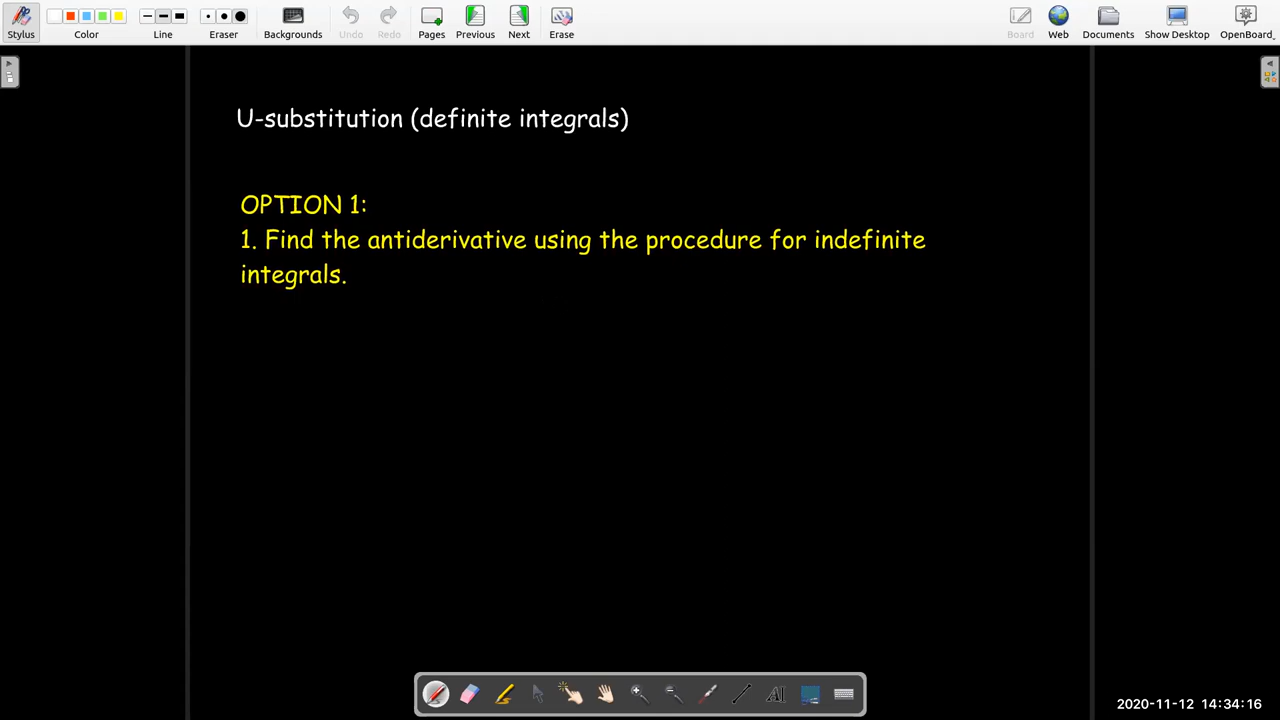 Stylus Color Line Eraser Backgrounds Undo Redo Pages Previous Next Erase Board Web Documents Show Desktop OpenBoard
U-substitution (definite integrals)
OPTION 1:
1. Find the antiderivative using the procedure for indefinite
integrals.
AI
2020-11-12 14:34:16